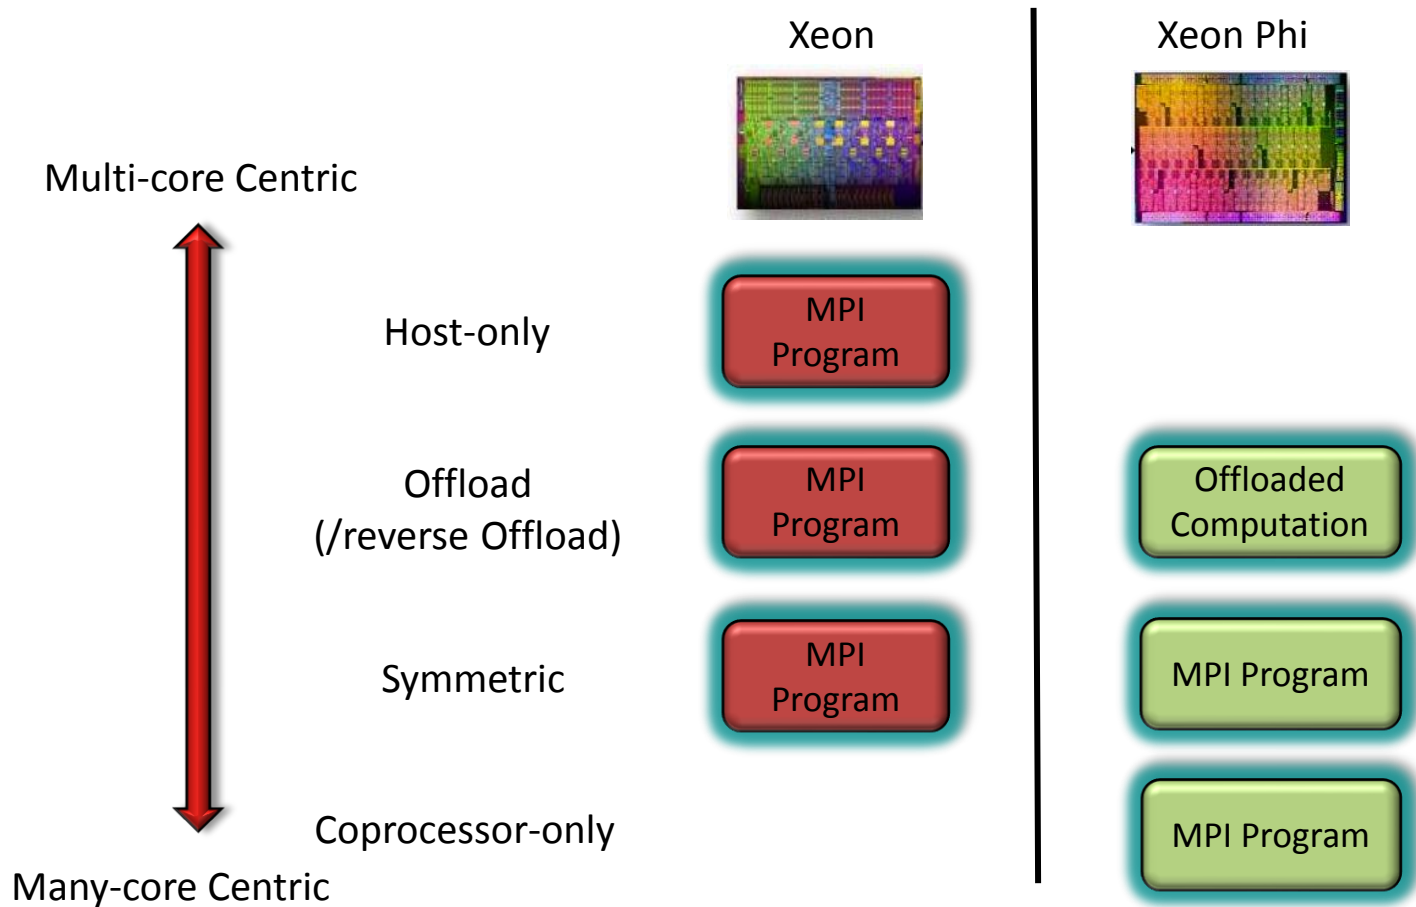 Xeon
Xeon Phi
Multi-core Centric
Host-only
MPI
Program
Offload
(/reverse Offload)
MPI
Program
Offloaded
Computation
Symmetric
MPI
Program
MPI Program
Coprocessor-only
MPI Program
Many-core Centric